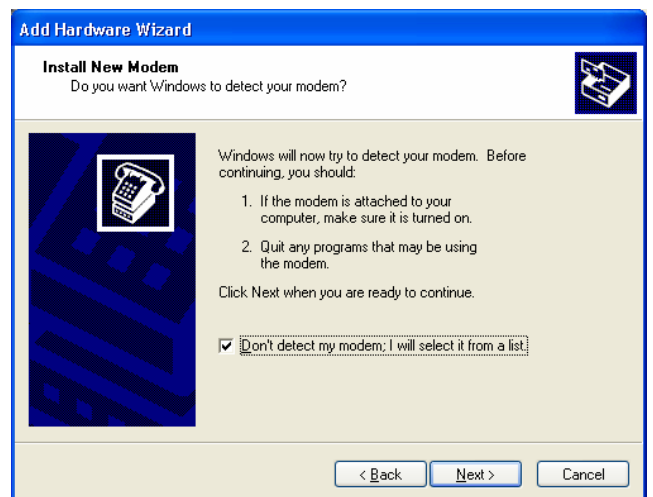 Add Hardware Wizard
Install New Modem
Do you want Windows to detect your modem?
Windows will now try to detect your modem. Before
continuing, you should:
1. If the modem is attached to your
computer, make sure it is turned on.
2. Quit any programs that may be using
the modem.
Click Next when you are ready to continue.
Don't detect my modem; I will select it from a list.
< Back Next > Cancel